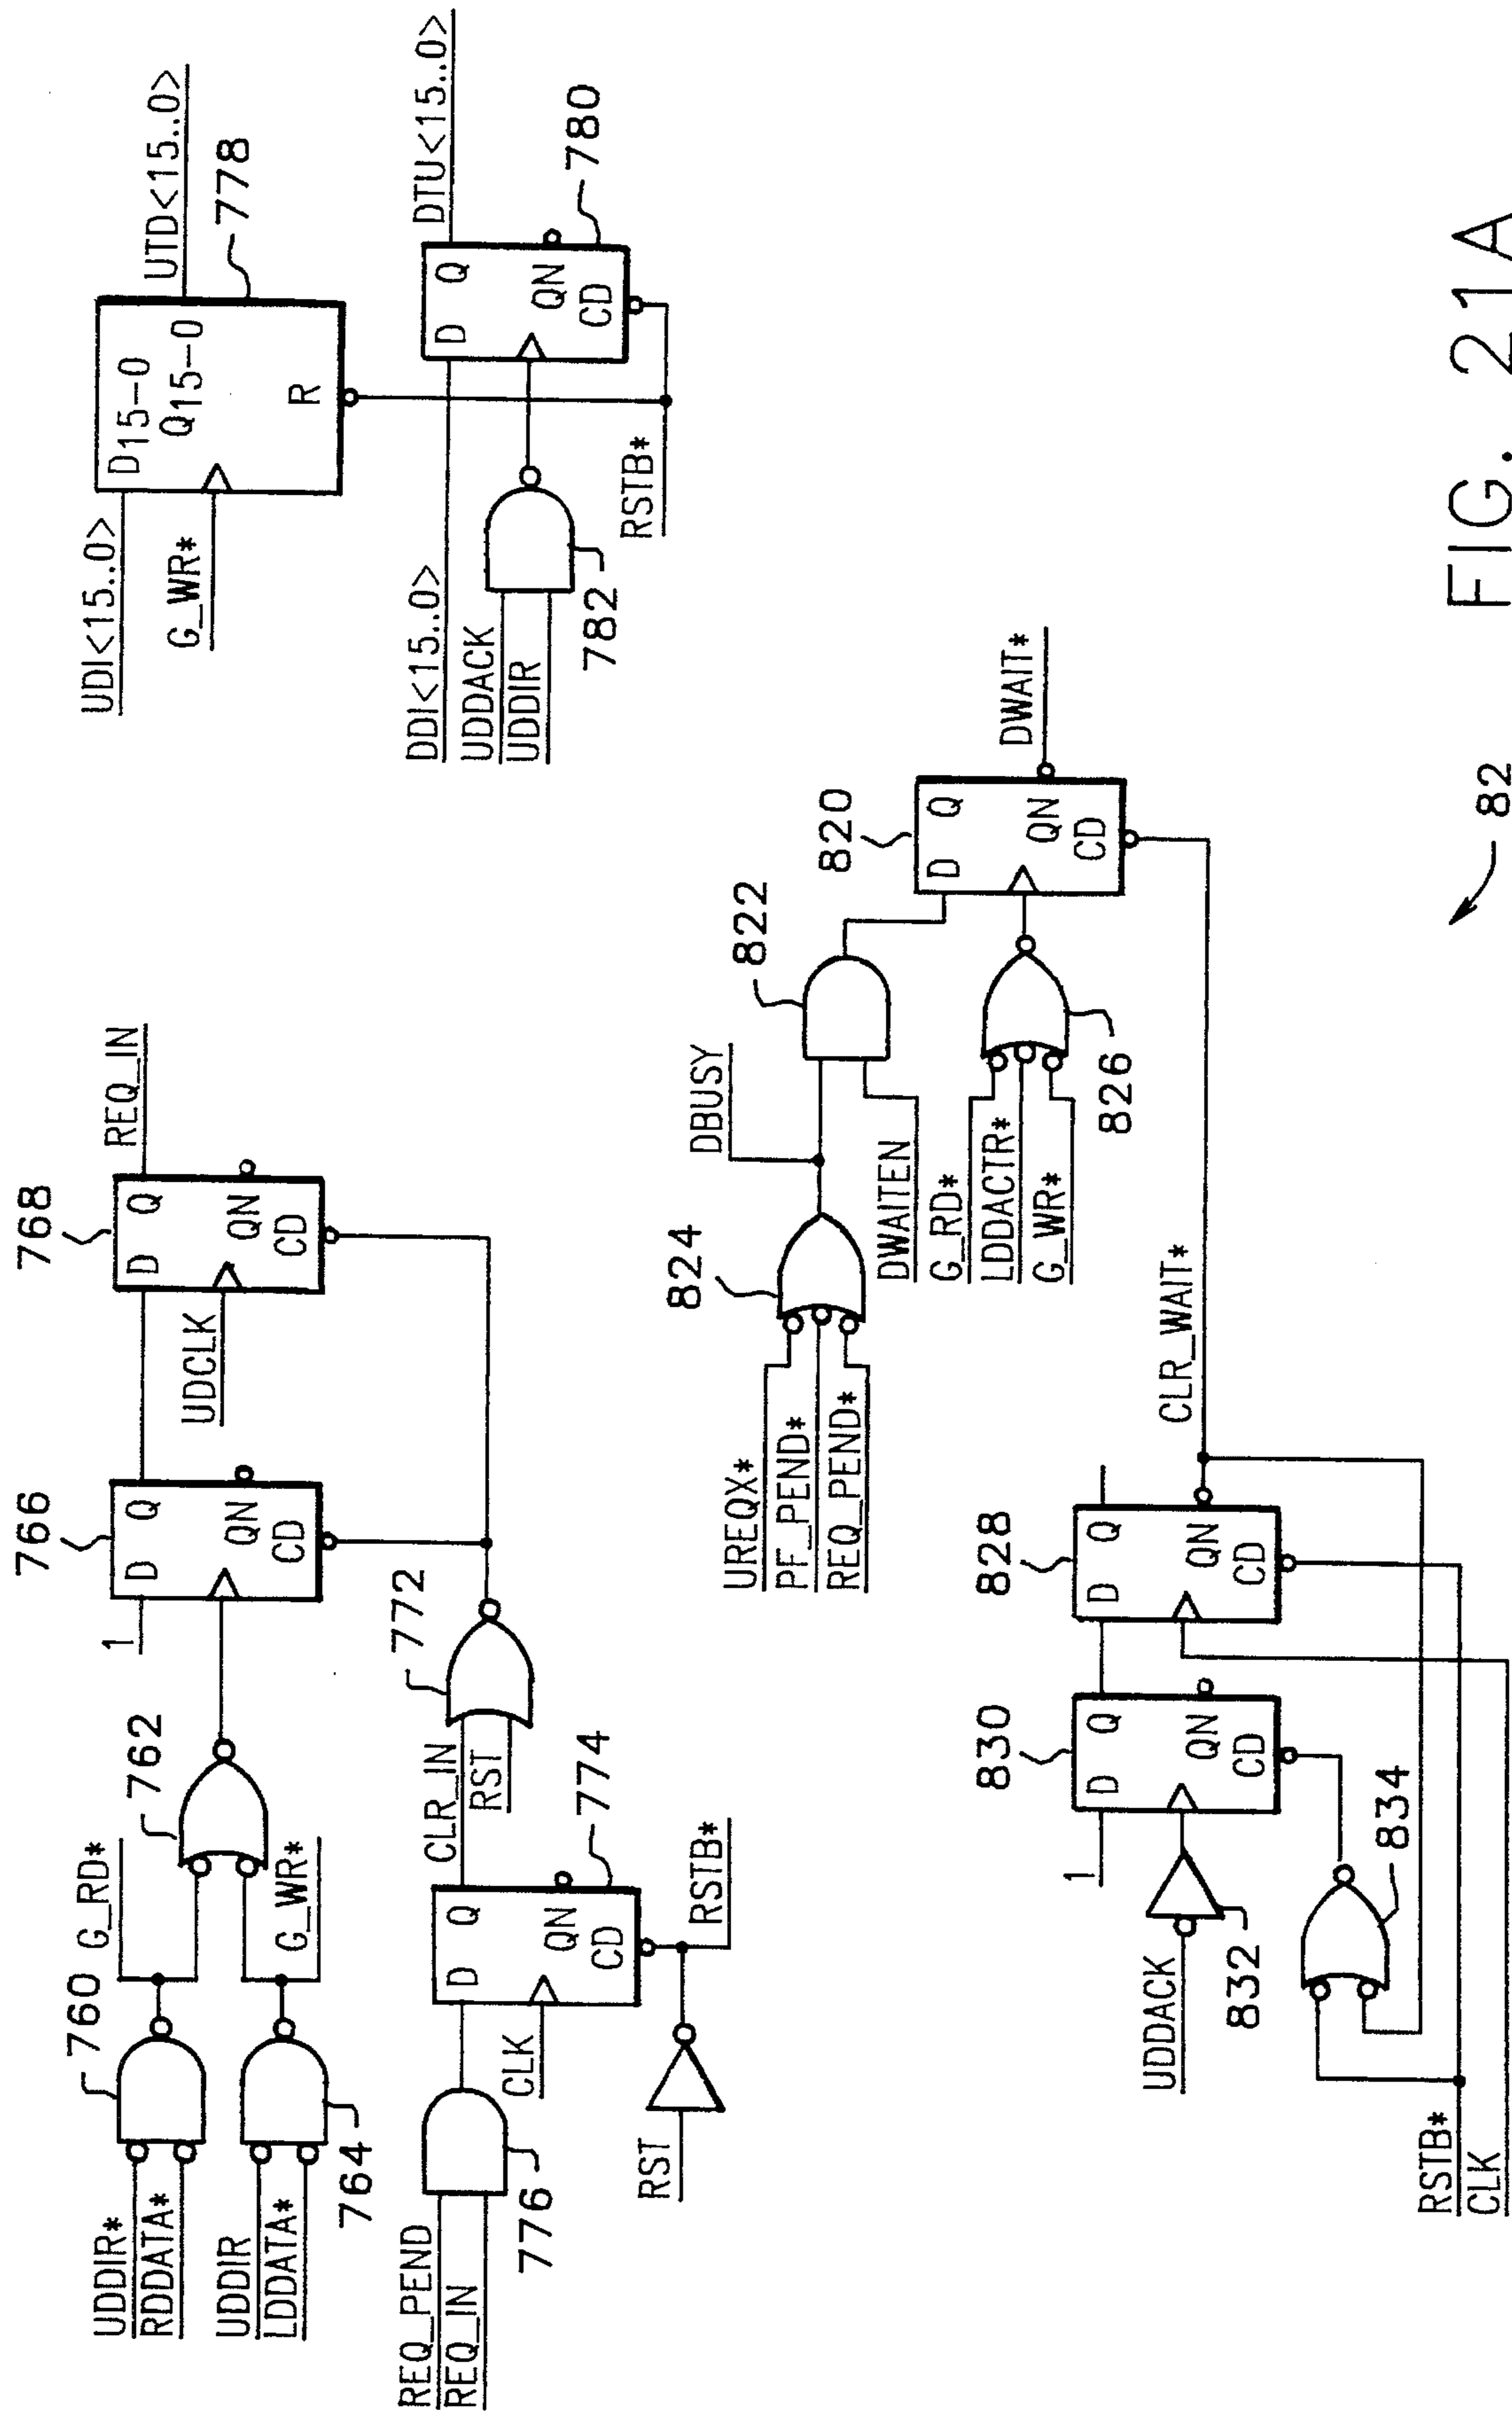 UDDIR*
RDDATA*
760
G_RD*
762
UDDIR
LDDATA*
764
G_WR*
1
766
D Q
QN
CD
UDCLK
768
D Q
QN
CD
REQ_IN
REQ_PEND
REQ_IN
776
CLK
D Q
QN
CD
774
CLR_IN
RST
772
RST
RSTB*
UDI<15..0>
G_WR*
D15-0
Q15-0
R
UTD<15..0>
778
DDI<15..0>
UDDACK
UDDIR
782
RSTB*
D Q
QN
CD
DTU<15..0>
780
UREQX*
PF_PEND*
REQ_PEND*
824
DBUSY
DWAITEN
822
G_RD*
LDDACTR*
G_WR*
826
820
D Q
QN
CD
DWAIT*
UDDACK
832
1
830
D Q
QN
CD
834
828
D Q
QN
CD
CLR_WAIT*
RSTB*
CLK
82
FIG. 21A